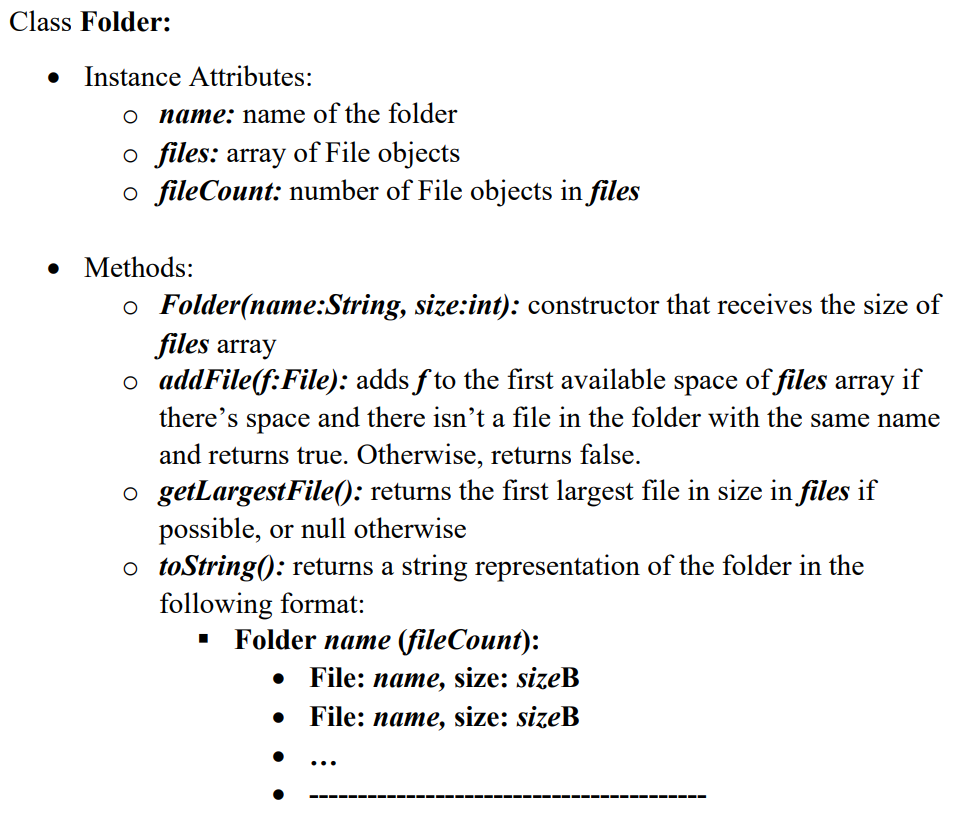 Class Folder:
• Instance Attributes:
o name: name of the folder
o files: array of File objects
o fileCount: number of File objects in files
• Methods:
o Folder(name:String, size:int): constructor that receives the size of
files array
o addFile(f:File): adds f to the first available space of files array if
there’s space and there isn’t a file in the folder with the same name
and returns true. Otherwise, returns false.
o getLargestFile(): returns the first largest file in size in files if
possible, or null otherwise
o toString(): returns a string representation of the folder in the
following format:
▪ Folder name (fileCount):
• File: name, size: sizeB
• File: name, size: sizeB
• …
• -----------------------------------------